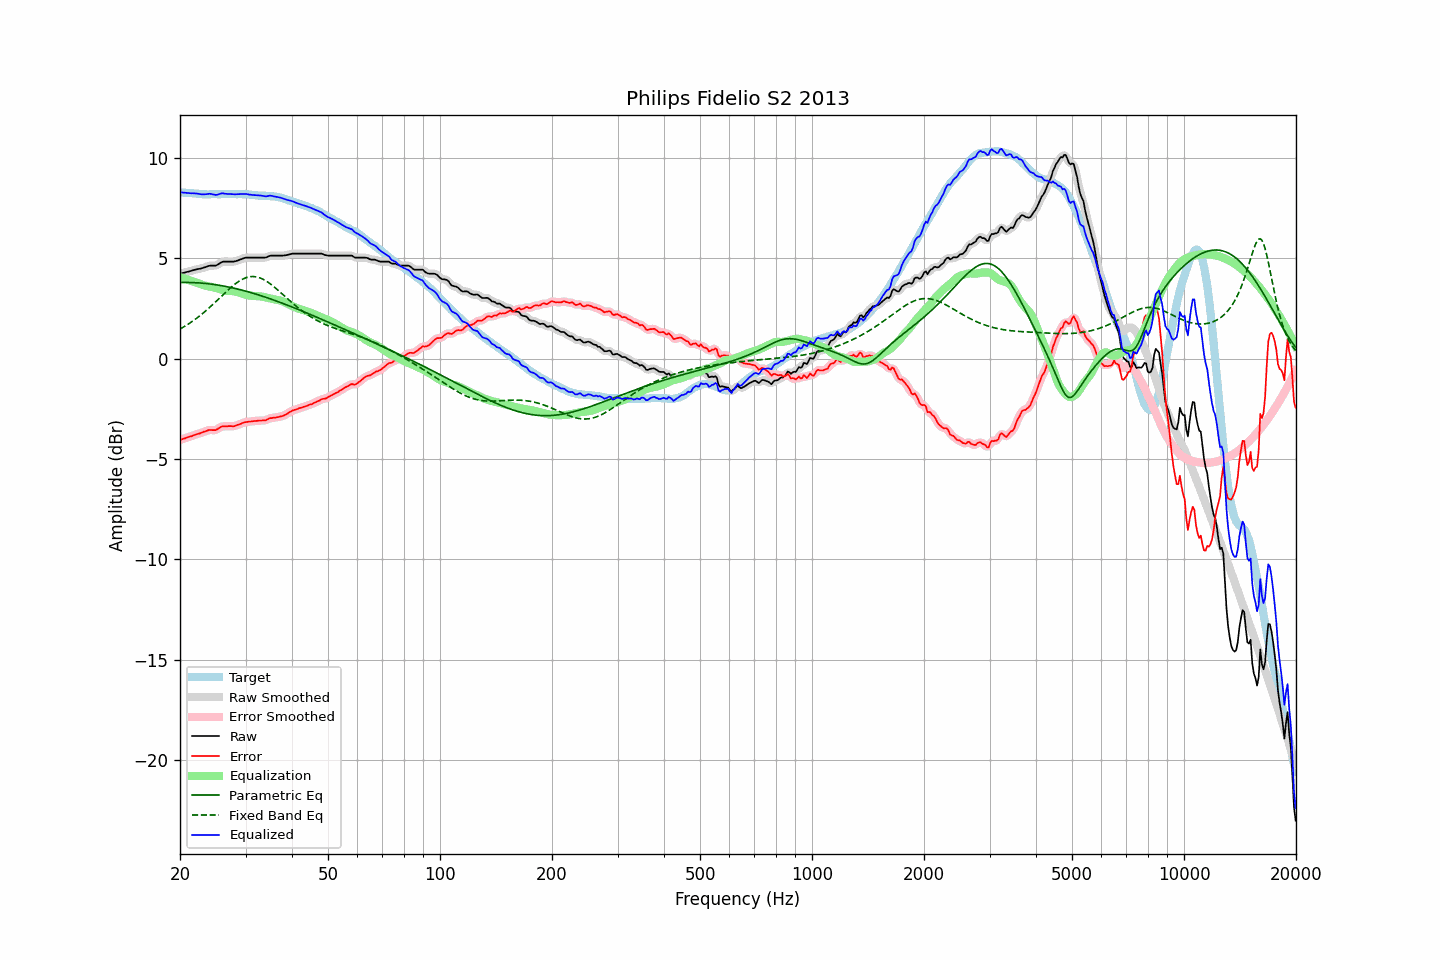 Philips Fidelio S2 2013
Amplitude (dBr)
10
5
0
−5
−10
−15
−20
Target
Raw Smoothed
Error Smoothed
Raw
Error
Equalization
Parametric Eq
Fixed Band Eq
Equalized
20
50
100
200
500
1000
2000
5000
10000
20000
Frequency (Hz)